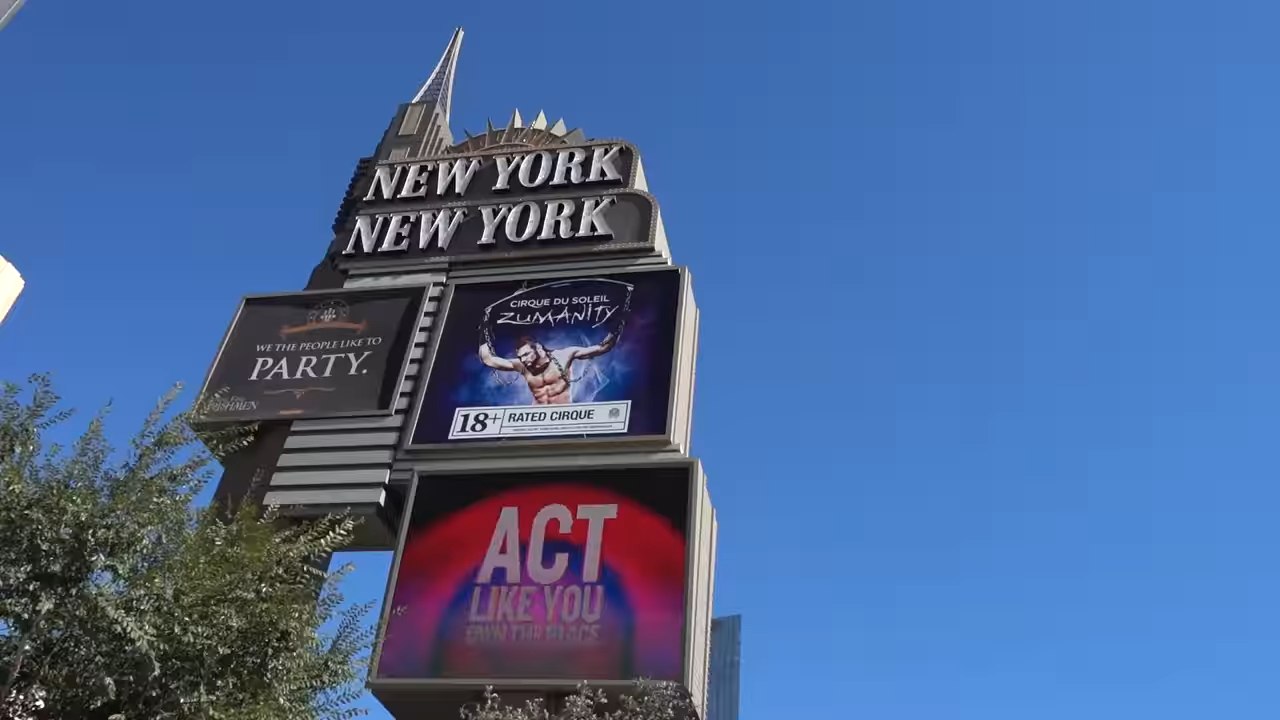 NEW YORK
NEW YORK
WE THE PEOPLE LIKE TO
PARTY.
CIRQUE DU SOLEIL
ZUMANITY
18+ RATED CIRQUE
ACT
LIKE YOU